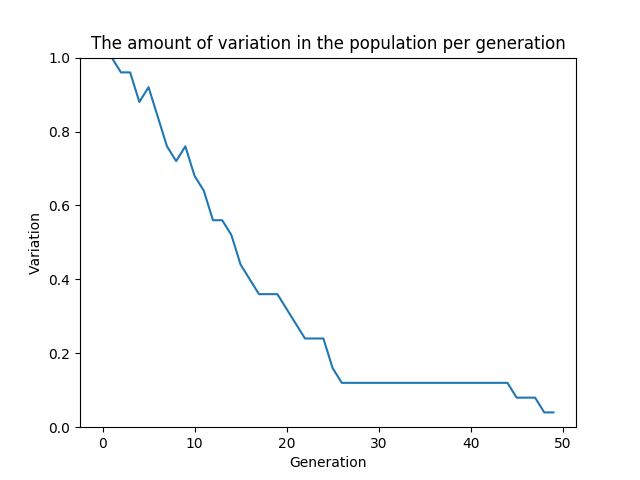 The amount of variation in the population per generation
1.0
0.8
0.6
0.4
0.2
0.0
Variation
0 10 20 30 40 50
Generation